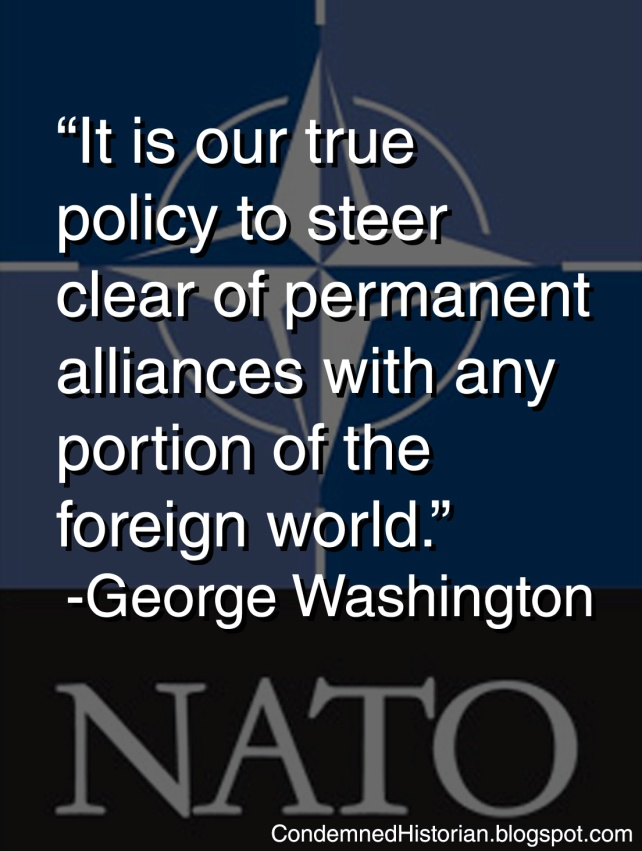 “It is our true
policy to steer
clear of permanent
alliances with any
portion of the
foreign world.”
-George Washington
NATO
CondemnedHistorian.blogspot.com